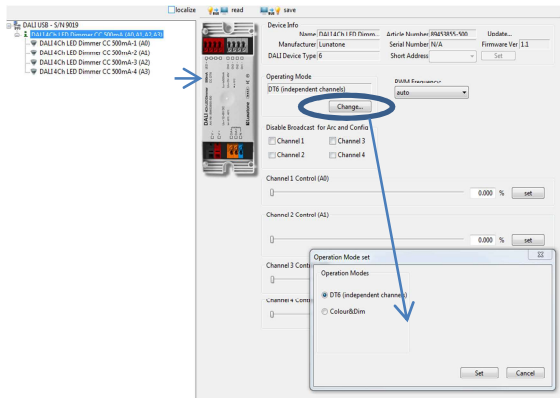 localize read save
DALI USB - S/N 9019
DALI 4Ch LED Dimmer CC 500mA (A0,A1,A2,A3)
DALI4Ch LED Dimmer CC 500mA-1 (A0)
DALI4Ch LED Dimmer CC 500mA-2 (A1)
DALI4Ch LED Dimmer CC 500mA-3 (A2)
DALI4Ch LED Dimmer CC 500mA-4 (A3)
Device Info
Name DALI4Ch LED Dimm... Article Number 89453855-500 Update...
Manufacturer Lunatone Serial Number N/A Firmware Ver 1.1
DALI Device Type 6 Short Address Set
Operating Mode PWM Frequency
DT6 (independent channels) auto
Change...
Disable Broadcast for Arc and Config
Channel 1 Channel 3
Channel 2 Channel 4
Channel 1 Control (A0)
0.000 % set
Channel 2 Control (A1)
0.000 % set
Channel 3 Cont
Channel 4 Cont
Operation Mode set
Operation Modes
DT6 (independent channels)
Colour&Dim
Set Cancel